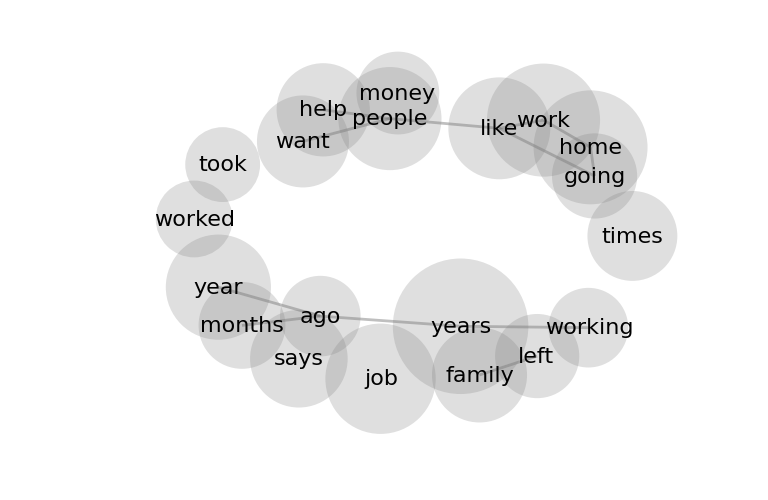 money
help
people
like
work
want
home
took
going
worked
times
year
ago
months
years
working
says
left
job
family